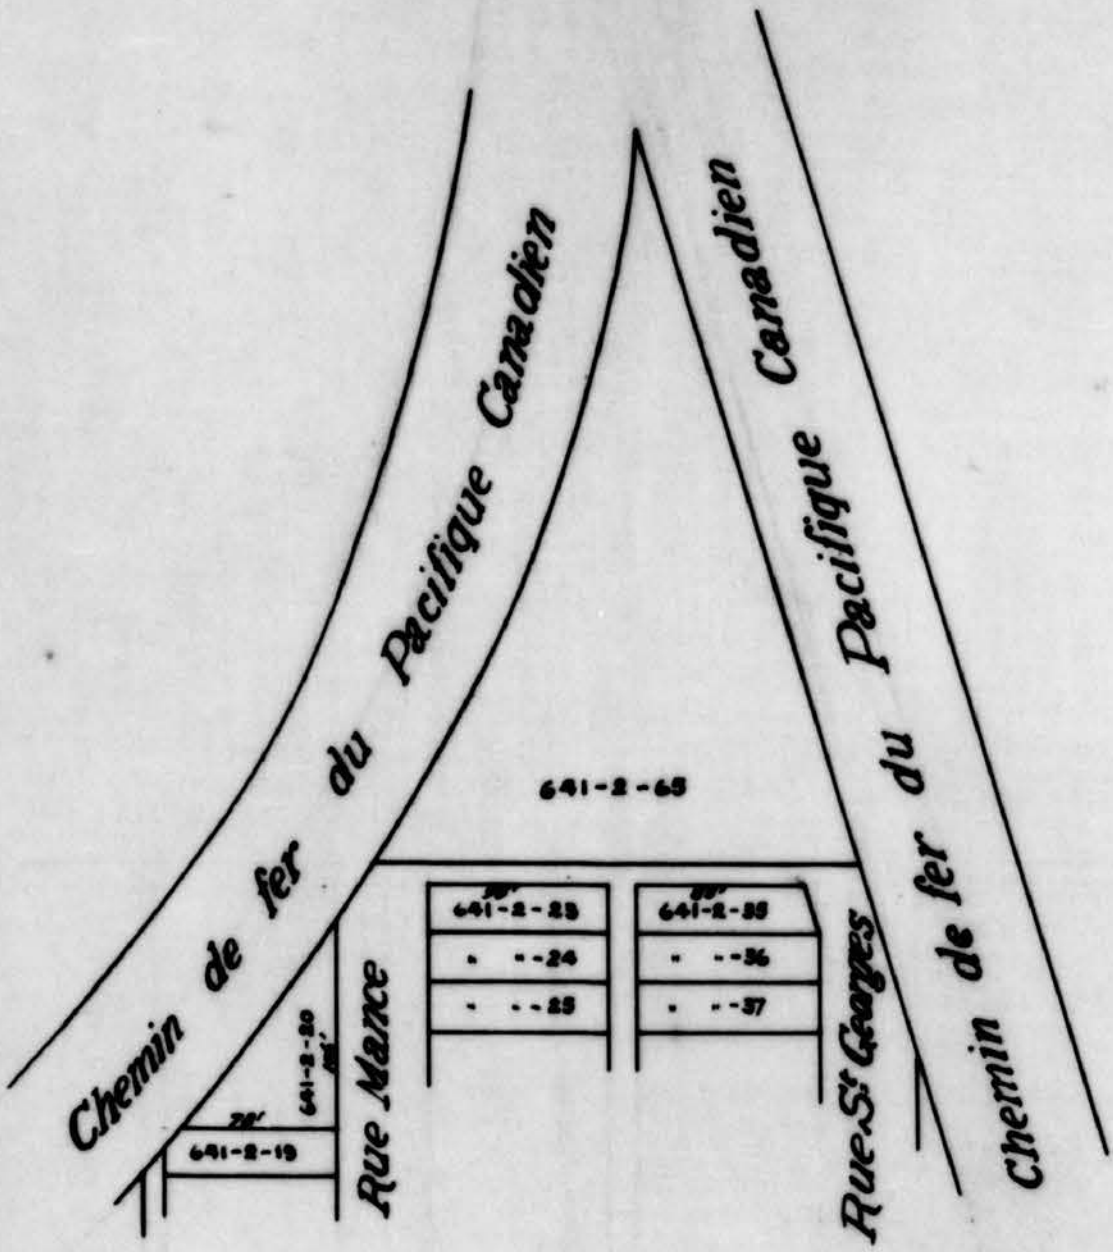 Chemin de fer du Pacifique Canadien
Chemin de fer du Pacifique Canadien
641-2-65
641-2-23
" "-24
" "-25
641-2-35
" "-36
" "-37
641-2-20
641-2-19
Rue Mance
Rue St Georges